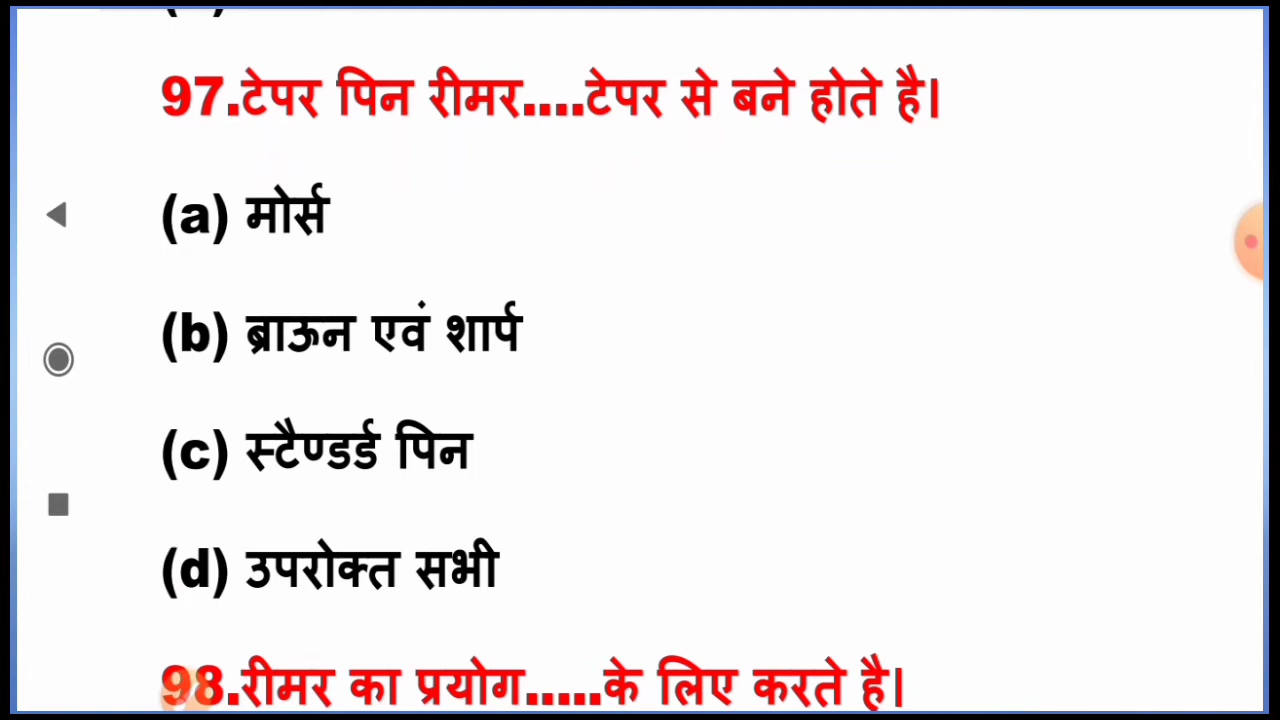 97.टेपर पिन रीमर....टेपर से बने होते है।
(a) मोर्स
(b) ब्राऊन एवं शार्प
(c) स्टैण्डर्ड पिन
(d) उपरोक्त सभी
98.रीमर का प्रयोग.....के लिए करते है।